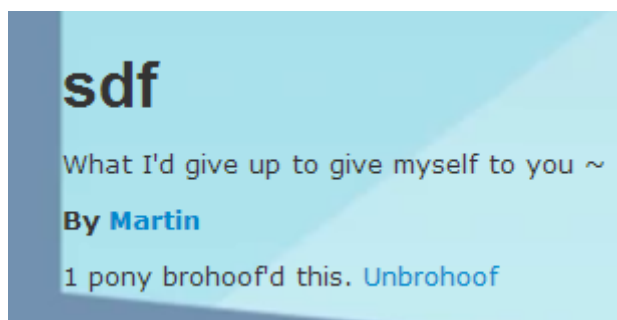 sdf
What I'd give up to give myself to you ~
By Martin
1 pony brohoof'd this. Unbrohoof